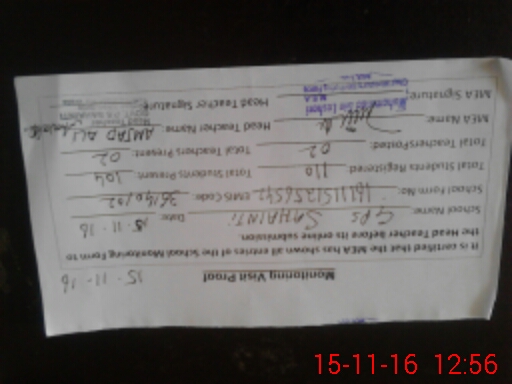 15-11-16
Monitoring Visit Proof
It is certified that the MEA has shown all entries of the School Monitoring Form to
the Head Teacher before its online submission.
School Name: GPS SAHAINTI Date: 15-11-16
School Form No: EMIS Code:
Total Students Registered: 110 Total Students Present: 104
Total Teachers Posted: 02 Total Teachers Present: 02
MEA Name: Head Teacher Name: AMJAD ALI
MEA Signature: Head Teacher Signature:
15-11-16 12:56